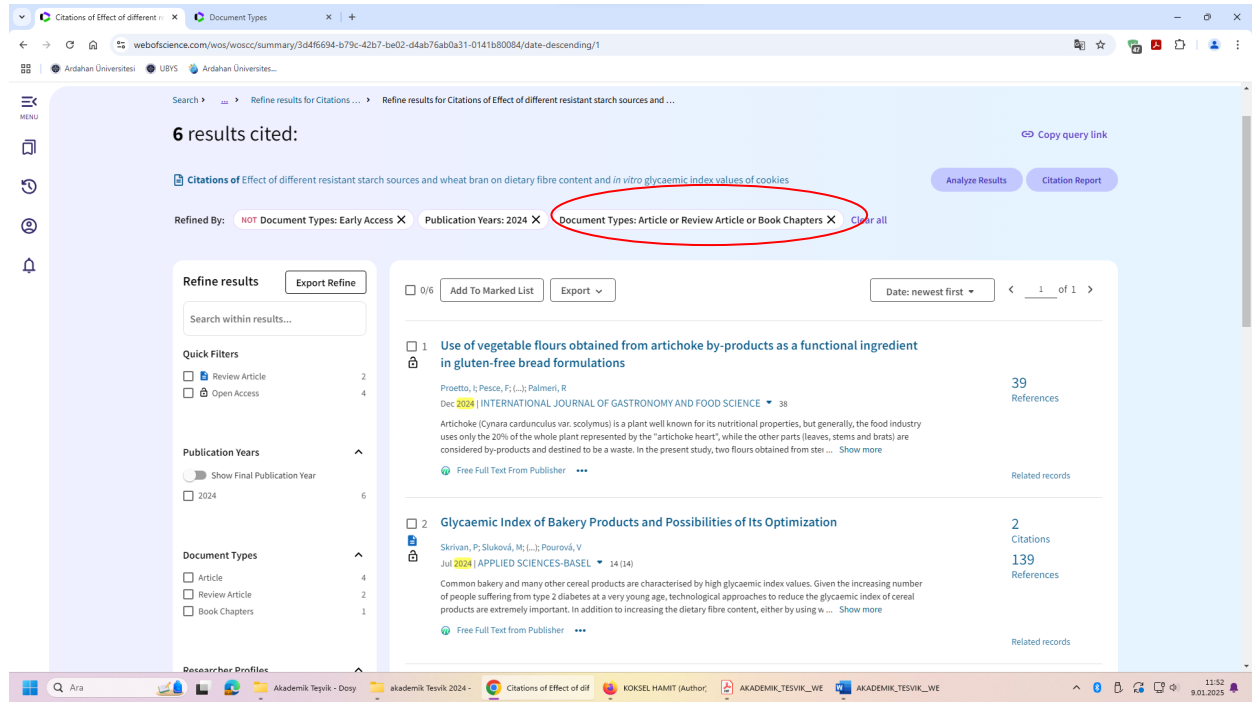 Citations of Effect of different r
Document Types
webofscience.com/wos/woscc/summary/3d4f6694-b79c-42b7-be02-d4ab76ab0a31-0141b80084/date-descending/1
47
Ardahan Üniversitesi
UBYS
Ardahan Üniversites...
MENU
Search > ... > Refine results for Citations ... > Refine results for Citations of Effect of different resistant starch sources and ...
6 results cited:
Copy query link
Citations of Effect of different resistant starch sources and wheat bran on dietary fibre content and in vitro glycaemic index values of cookies
Analyze Results
Citation Report
Refined By: NOT Document Types: Early Access X Publication Years: 2024 X Document Types: Article or Review Article or Book Chapters X Clear all
Refine results
Export Refine
Search within results...
Quick Filters
Review Article 2
Open Access 4
Publication Years
Show Final Publication Year
2024 6
Document Types
Article 4
Review Article 2
Book Chapters 1
Researcher Profiles
0/6 Add To Marked List Export
Date: newest first
1 of 1
1 Use of vegetable flours obtained from artichoke by-products as a functional ingredient
in gluten-free bread formulations
Proetto, I; Pesce, F; (...); Palmeri, R
Dec 2024 | INTERNATIONAL JOURNAL OF GASTRONOMY AND FOOD SCIENCE 38
Artichoke (Cynara cardunculus var. scolymus) is a plant well known for its nutritional properties, but generally, the food industry
uses only the 20% of the whole plant represented by the "artichoke heart", while the other parts (leaves, stems and brats) are
considered by-products and destined to be a waste. In the present study, two flours obtained from ster ... Show more
Free Full Text From Publisher
39
References
Related records
2 Glycaemic Index of Bakery Products and Possibilities of Its Optimization
Skrivan, P; Sluková, M; (...); Pourová, V
Jul 2024 | APPLIED SCIENCES-BASEL 14 (14)
Common bakery and many other cereal products are characterised by high glycaemic index values. Given the increasing number
of people suffering from type 2 diabetes at a very young age, technological approaches to reduce the glycaemic index of cereal
products are extremely important. In addition to increasing the dietary fibre content, either by using w ... Show more
Free Full Text from Publisher
2
Citations
139
References
Related records
Ara
Akademik Teşvik - Dosy
akademik Tesvik 2024 -
Citations of Effect of dif
KOKSEL HAMIT (Author)
AKADEMIK_TESVIK__WE
AKADEMIK_TESVIK__WE
11:52
9.01.2025